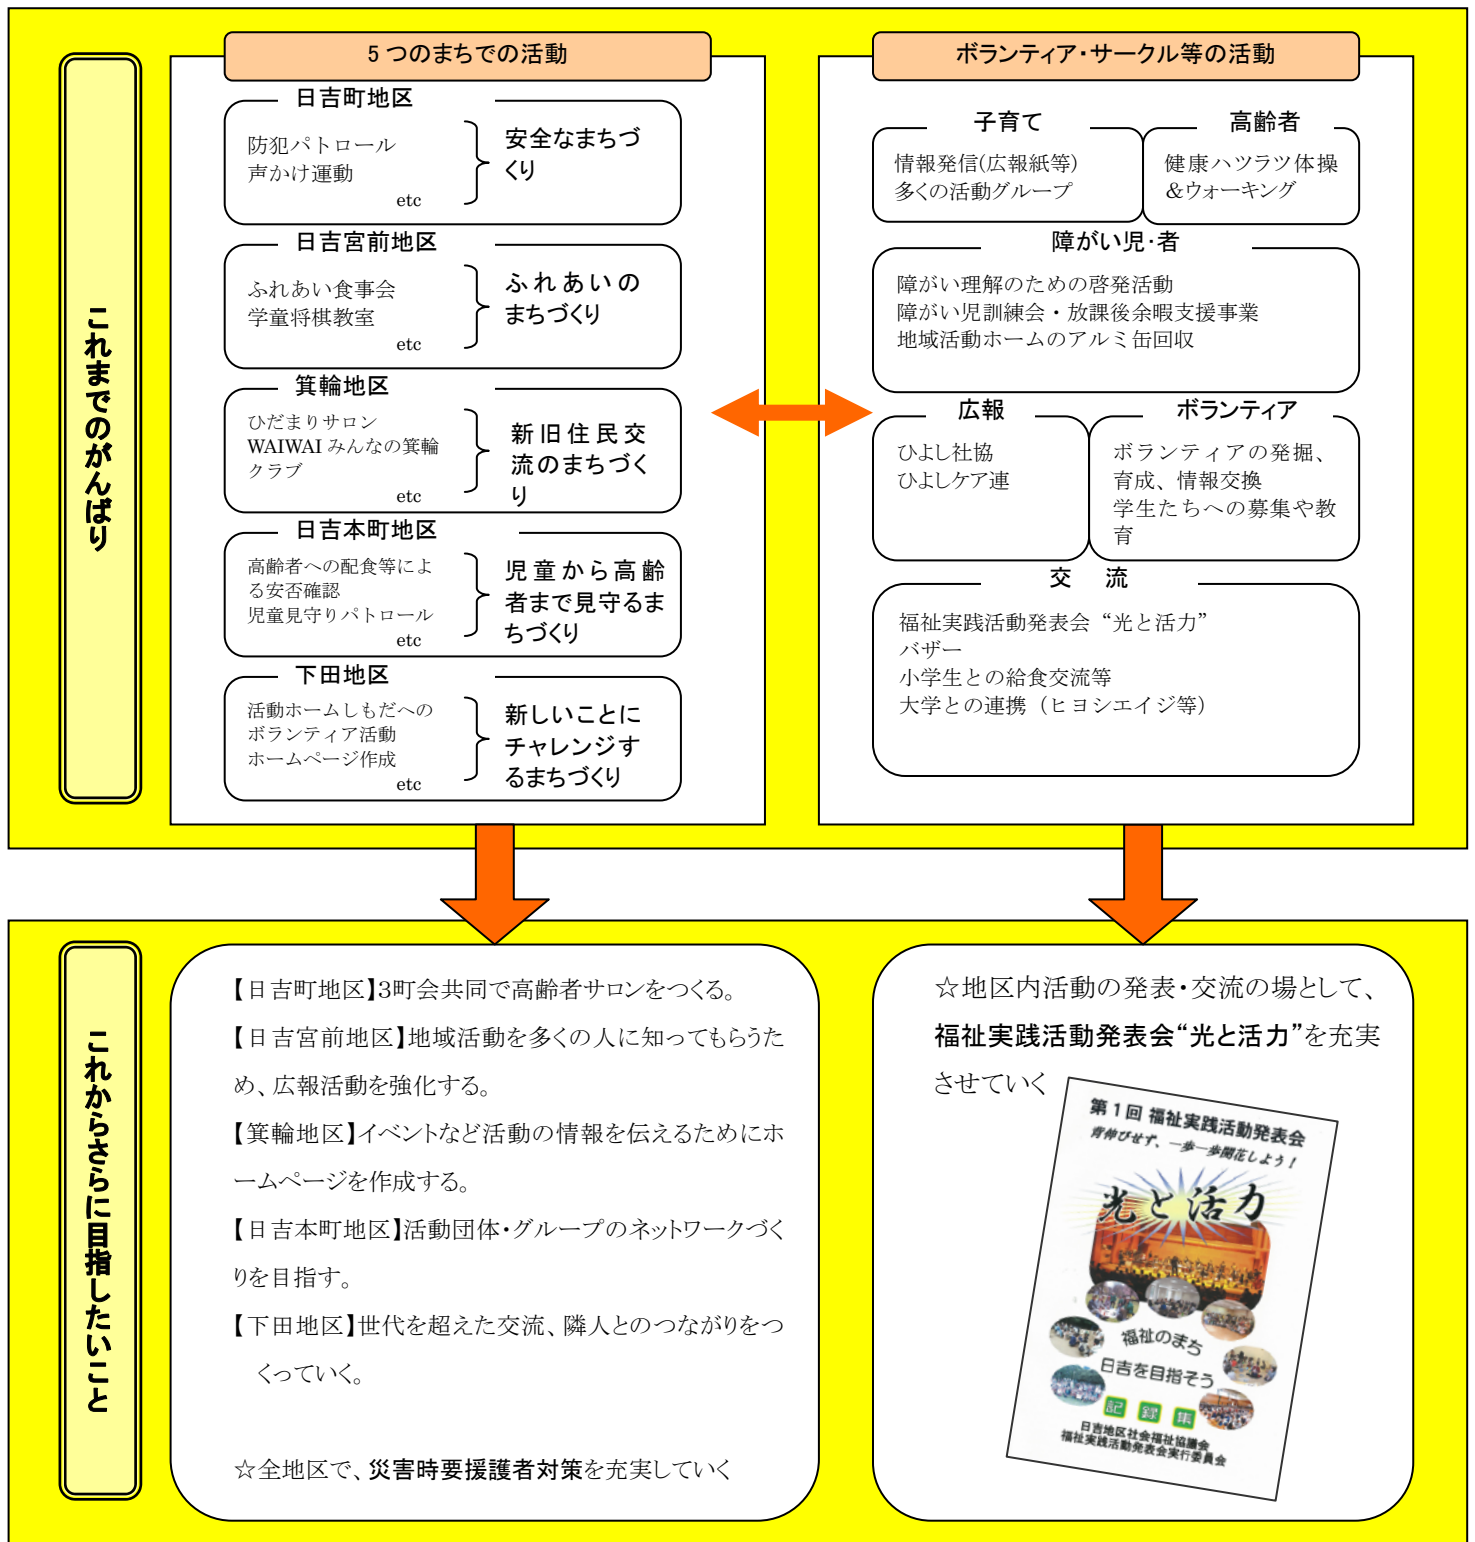 これまでのがんばり
5つのまちでの活動
日吉町地区
防犯パトロール
声かけ運動
etc
安全なまちづ
くり
日吉宮前地区
ふれあい食事会
学童将棋教室
etc
ふれあいの
まちづくり
箕輪地区
ひだまりサロン
WAIWAIみんなの箕輪
クラブ
etc
新旧住民交
流のまちづく
り
日吉本町地区
高齢者への配食等によ
る安否確認
児童見守りパトロール
etc
児童から高齢
者まで見守るま
ちづくり
下田地区
活動ホームしもだへの
ボランティア活動
ホームページ作成
etc
新しいことに
チャレンジす
るまちづくり
ボランティア・サークル等の活動
子育て
情報発信(広報紙等)
多くの活動グループ
高齢者
健康ハツラツ体操
&ウォーキング
障がい児・者
障がい理解のための啓発活動
障がい児訓練会・放課後余暇支援事業
地域活動ホームのアルミ缶回収
広報
ひよし社協
ひよしケア連
ボランティア
ボランティアの発掘、
育成、情報交換
学生たちへの募集や教
育
交 流
福祉実践活動発表会“光と活力”
バザー
小学生との給食交流等
大学との連携（ヒヨシエイジ等）
これからさらに目指したいこと
【日吉町地区】3町会共同で高齢者サロンをつくる。
【日吉宮前地区】地域活動を多くの人に知ってもらうた
め、広報活動を強化する。
【箕輪地区】イベントなど活動の情報を伝えるためにホ
ームページを作成する。
【日吉本町地区】活動団体・グループのネットワークづく
りを目指す。
【下田地区】世代を超えた交流、隣人とのつながりをつ
くっていく。
☆全地区で、災害時要援護者対策を充実していく
☆地区内活動の発表・交流の場として、
福祉実践活動発表会“光と活力”を充実
させていく
第1回 福祉実践活動発表会
背伸びせず、一歩一歩開花しよう！
光と活力
福祉のまち
日吉を目指そう
記録集
日吉地区社会福祉協議会
福祉実践活動発表会実行委員会